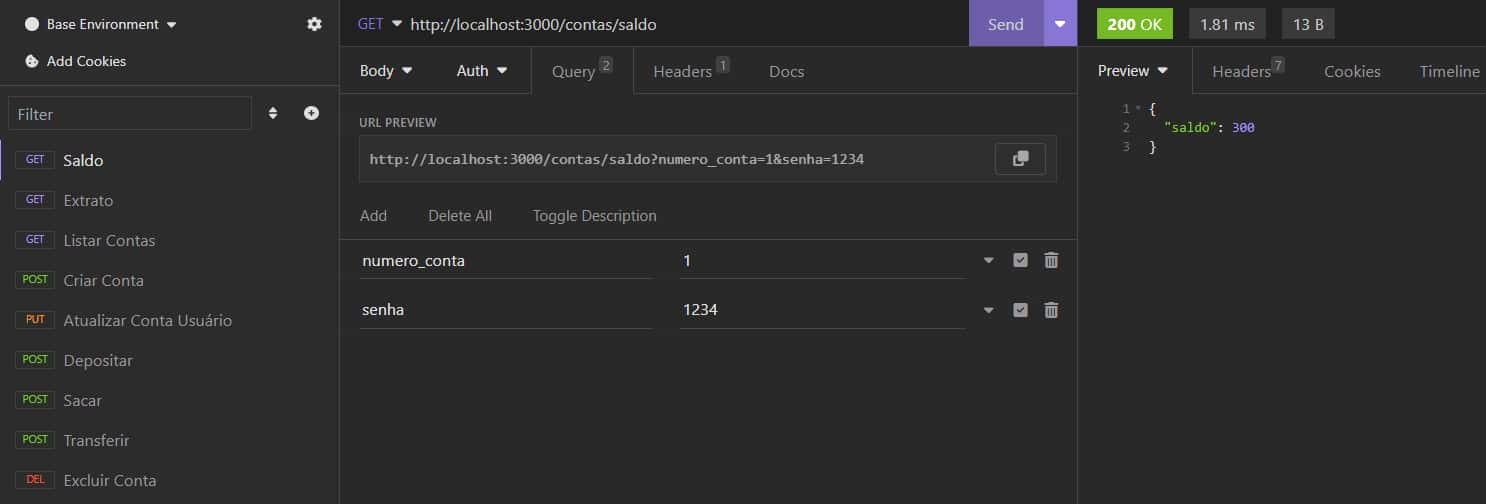 Base Environment
Add Cookies
Filter
GET Saldo
GET Extrato
GET Listar Contas
POST Criar Conta
PUT Atualizar Conta Usuário
POST Depositar
POST Sacar
POST Transferir
DEL Excluir Conta
GET http://localhost:3000/contas/saldo Send
Body Auth Query 2 Headers 1 Docs
URL PREVIEW
http://localhost:3000/contas/saldo?numero_conta=1&senha=1234
Add Delete All Toggle Description
numero_conta 1
senha 1234
200 OK 1.81 ms 13 B
Preview Headers 7 Cookies Timeline
1 {
2 "saldo": 300
3 }